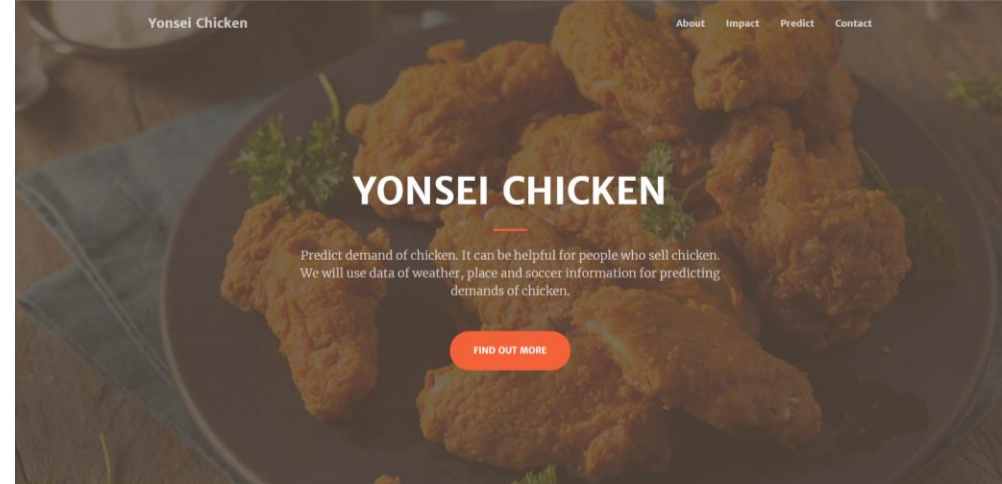 Yonsei Chicken
About Impact Predict Contact
YONSEI CHICKEN
Predict demand of chicken. It can be helpful for people who sell chicken.
We will use data of weather, place and soccer information for predicting
demands of chicken.
FIND OUT MORE